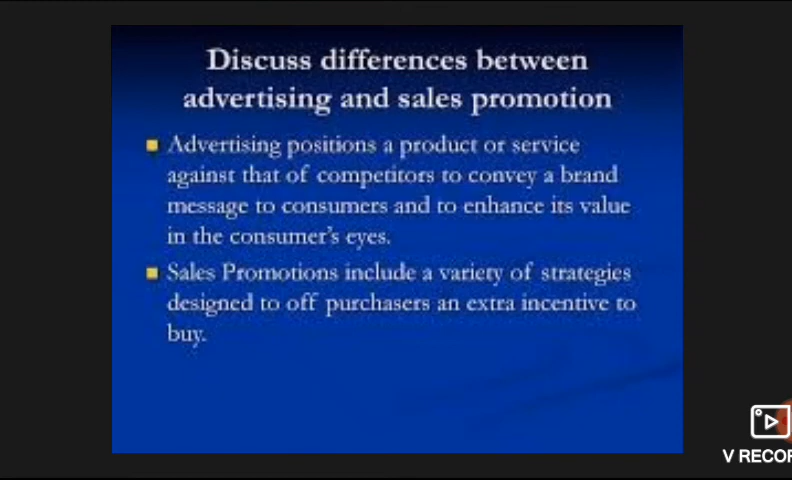 Discuss differences between
advertising and sales promotion
Advertising positions a product or service
against that of competitors to convey a brand
message to consumers and to enhance its value
in the consumer's eyes.
Sales Promotions include a variety of strategies
designed to off purchasers an extra incentive to
buy.
V RECOR